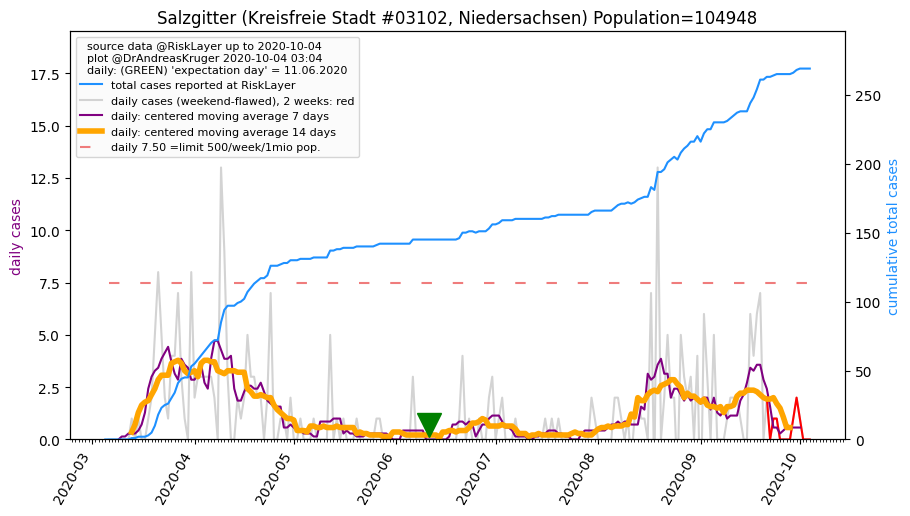 Salzgitter (Kreisfreie Stadt #03102, Niedersachsen) Population=104948
source data @RiskLayer up to 2020-10-04
plot @DrAndreasKruger 2020-10-04 03:04
daily: (GREEN) 'expectation day' = 11.06.2020
total cases reported at RiskLayer
daily cases (weekend-flawed), 2 weeks: red
daily: centered moving average 7 days
daily: centered moving average 14 days
daily 7.50 =limit 500/week/1mio pop.
daily cases
17.5
15.0
12.5
10.0
7.5
5.0
2.5
0.0
250
200
150
100
50
0
cumulative total cases
2020-03
2020-04
2020-05
2020-06
2020-07
2020-08
2020-09
2020-10